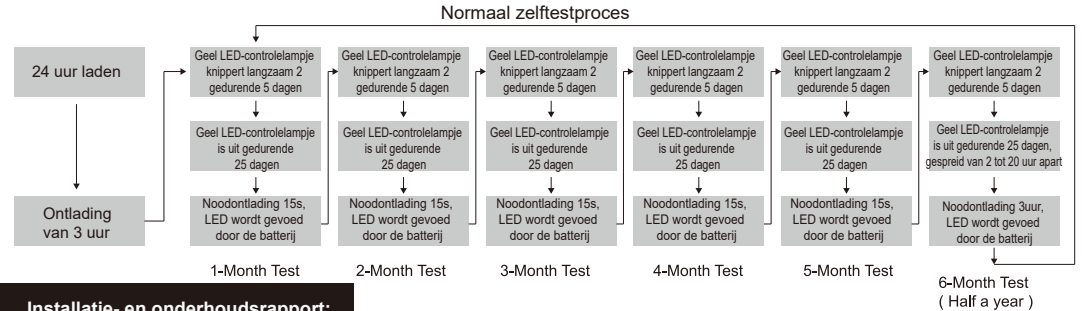 Normaal zelftestproces
24 uur laden
Ontlading
van 3 uur
Geel LED-controlelampje
knippert langzaam 2
gedurende 5 dagen
Geel LED-controlelampje
is uit gedurende
25 dagen
Noodontlading 15s,
LED wordt gevoed
door de batterij
1-Month Test
Geel LED-controlelampje
knippert langzaam 2
gedurende 5 dagen
Geel LED-controlelampje
is uit gedurende
25 dagen
Noodontlading 15s,
LED wordt gevoed
door de batterij
2-Month Test
Geel LED-controlelampje
knippert langzaam 2
gedurende 5 dagen
Geel LED-controlelampje
is uit gedurende
25 dagen
Noodontlading 15s,
LED wordt gevoed
door de batterij
3-Month Test
Geel LED-controlelampje
knippert langzaam 2
gedurende 5 dagen
Geel LED-controlelampje
is uit gedurende
25 dagen
Noodontlading 15s,
LED wordt gevoed
door de batterij
4-Month Test
Geel LED-controlelampje
knippert langzaam 2
gedurende 5 dagen
Geel LED-controlelampje
is uit gedurende
25 dagen
Noodontlading 15s,
LED wordt gevoed
door de batterij
5-Month Test
Geel LED-controlelampje
knippert langzaam 2
gedurende 5 dagen
Geel LED-controlelampje
is uit gedurende 25 dagen,
gespreid van 2 tot 20 uur apart
Noodontlading 3uur,
LED wordt gevoed
door de batterij
6-Month Test
( Half a year )
Installatie- en onderhoudsrapport: